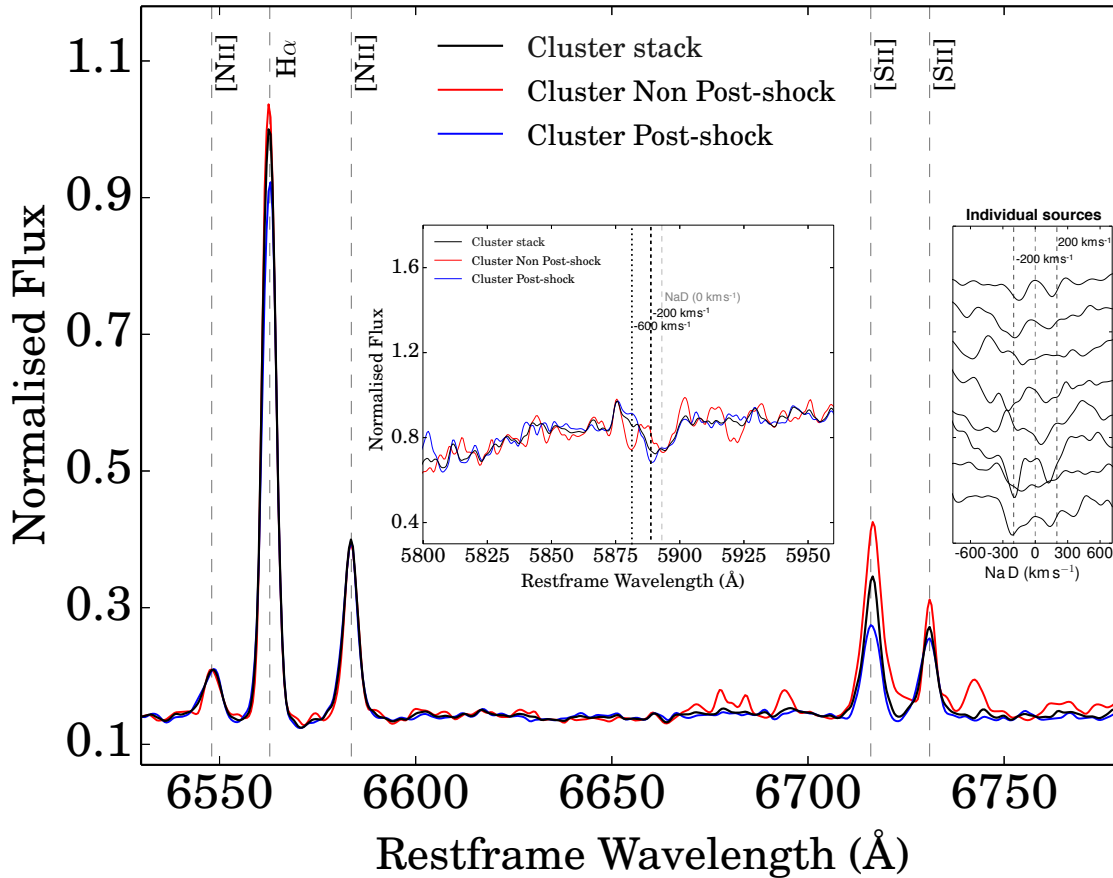 [NII]
Hα
[NII]
[SII]
[SII]
Cluster stack
Cluster Non Post-shock
Cluster Post-shock
1.1
0.9
0.7
0.5
0.3
0.1
Normalised Flux
6550
6600
6650
6700
6750
Restframe Wavelength (Å)
Cluster stack
Cluster Non Post-shock
Cluster Post-shock
NaD (0 kms⁻¹)
-200 kms⁻¹
-600 kms⁻¹
1.6
1.2
0.8
0.4
Normalised Flux
5800
5825
5850
5875
5900
5925
5950
Restframe Wavelength (Å)
Individual sources
200 kms⁻¹
-200 kms⁻¹
-600
-300
0
300
600
NaD (kms⁻¹)